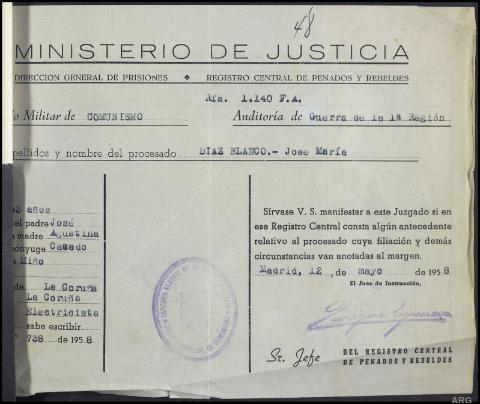 48
MINISTERIO DE JUSTICIA
DIRECCION GENERAL DE PRISIONES ◆ REGISTRO CENTRAL DE PENADOS Y REBELDES
Rfa. 1.140 F.A.
o Militar de COMUNISMO Auditoría de Guerra de la 1ª Región
pellidos y nombre del procesado DIAZ BLANCO.- Jose María
años
el padre José
madre Agustina
ónyuge Casado
Miño
de La Coruña
La Coruña
Electricista
sabe escribir.
738 de 1958
Sírvase V. S. manifestar a este Juzgado si en
ese Registro Central consta algún antecedente
relativo al procesado cuya filiación y demás
circunstancias van anotadas al margen.
Madrid, 12, de mayo de 1958
El Juez de Instrucción,
Sr. Jefe DEL REGISTRO CENTRAL
DE PENADOS Y REBELDES
ARG